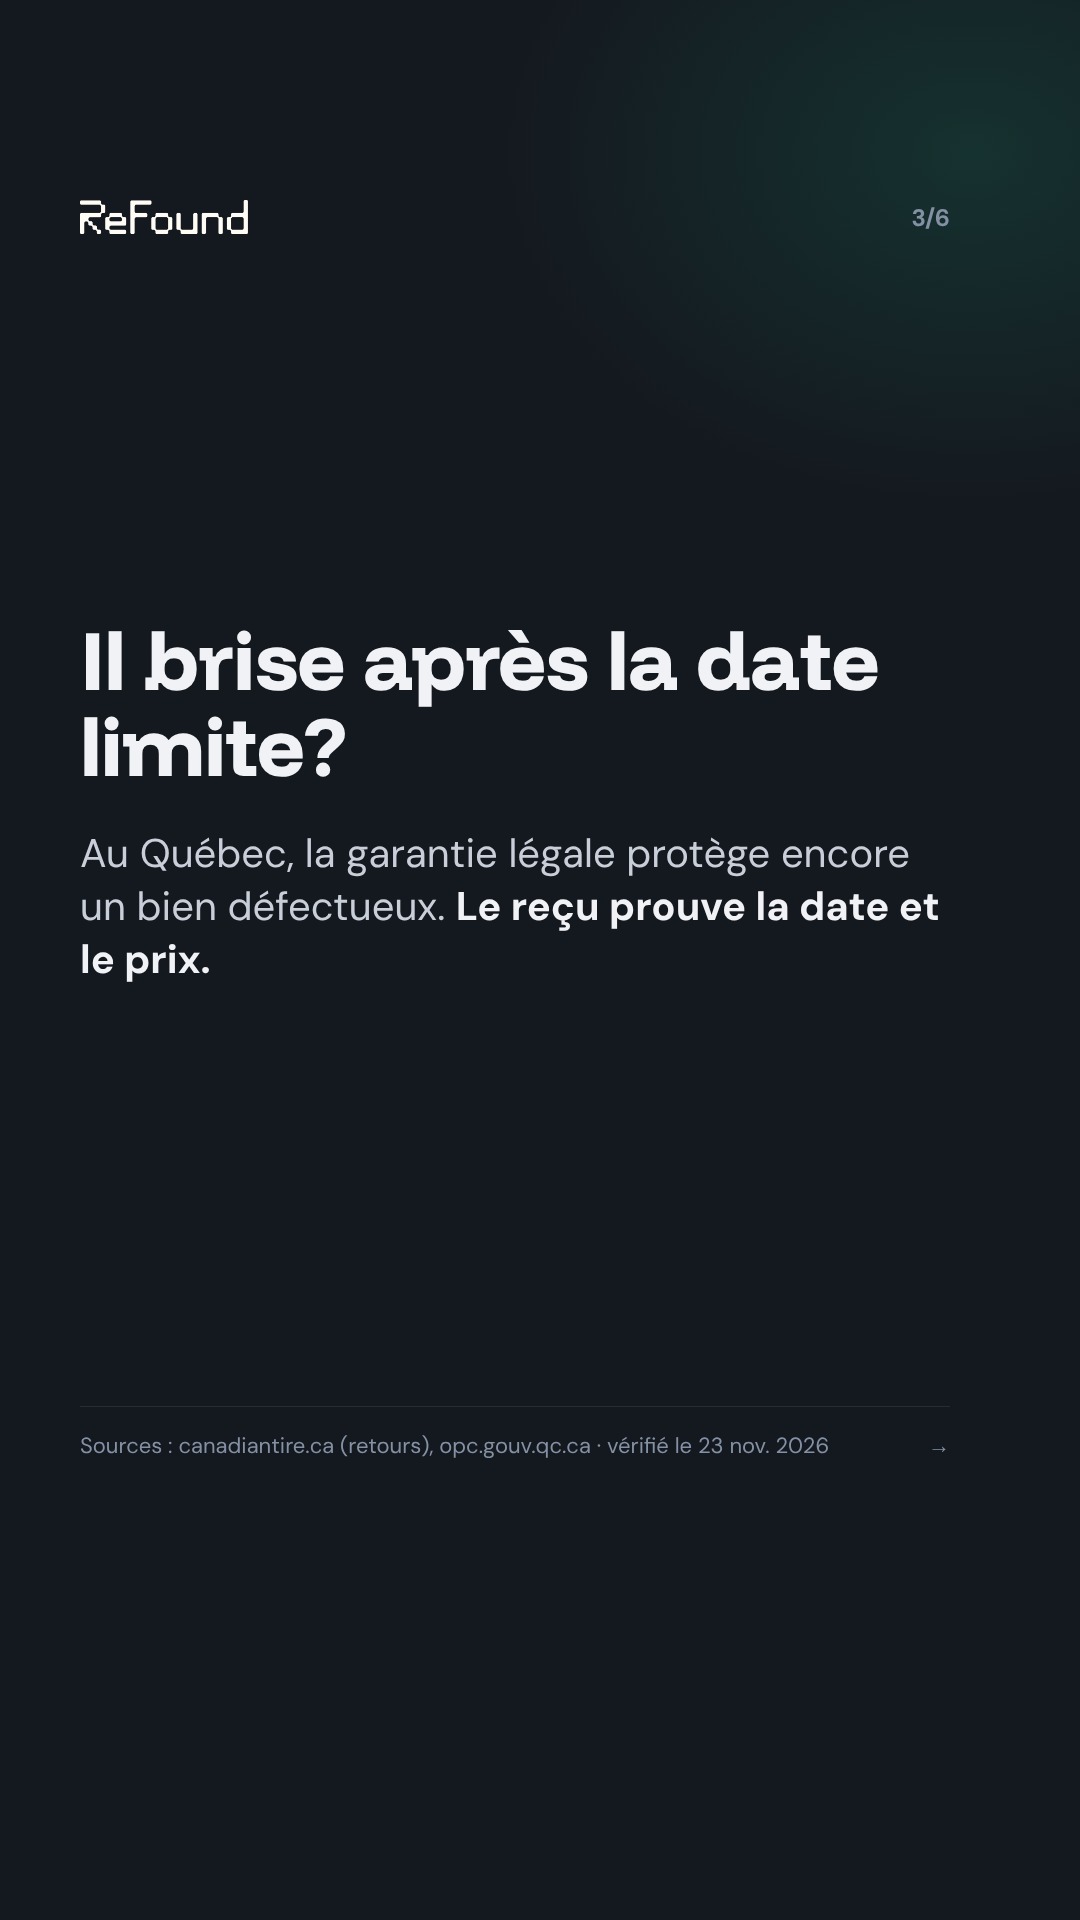 ReFound
3/6
Il brise après la date
limite?
Au Québec, la garantie légale protège encore
un bien défectueux. Le reçu prouve la date et
le prix.
Sources : canadiantire.ca (retours), opc.gouv.qc.ca · vérifié le 23 nov. 2026 →